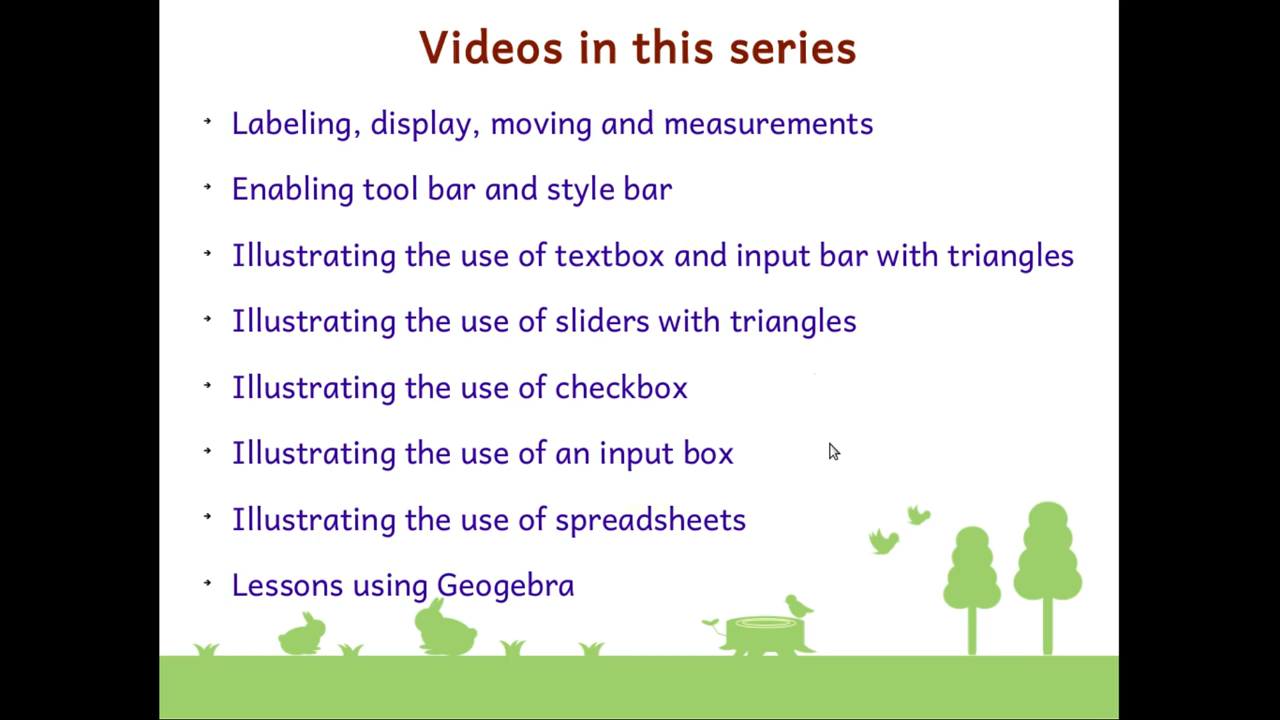 Videos in this series
Labeling, display, moving and measurements
Enabling tool bar and style bar
Illustrating the use of textbox and input bar with triangles
Illustrating the use of sliders with triangles
Illustrating the use of checkbox
Illustrating the use of an input box
Illustrating the use of spreadsheets
Lessons using Geogebra